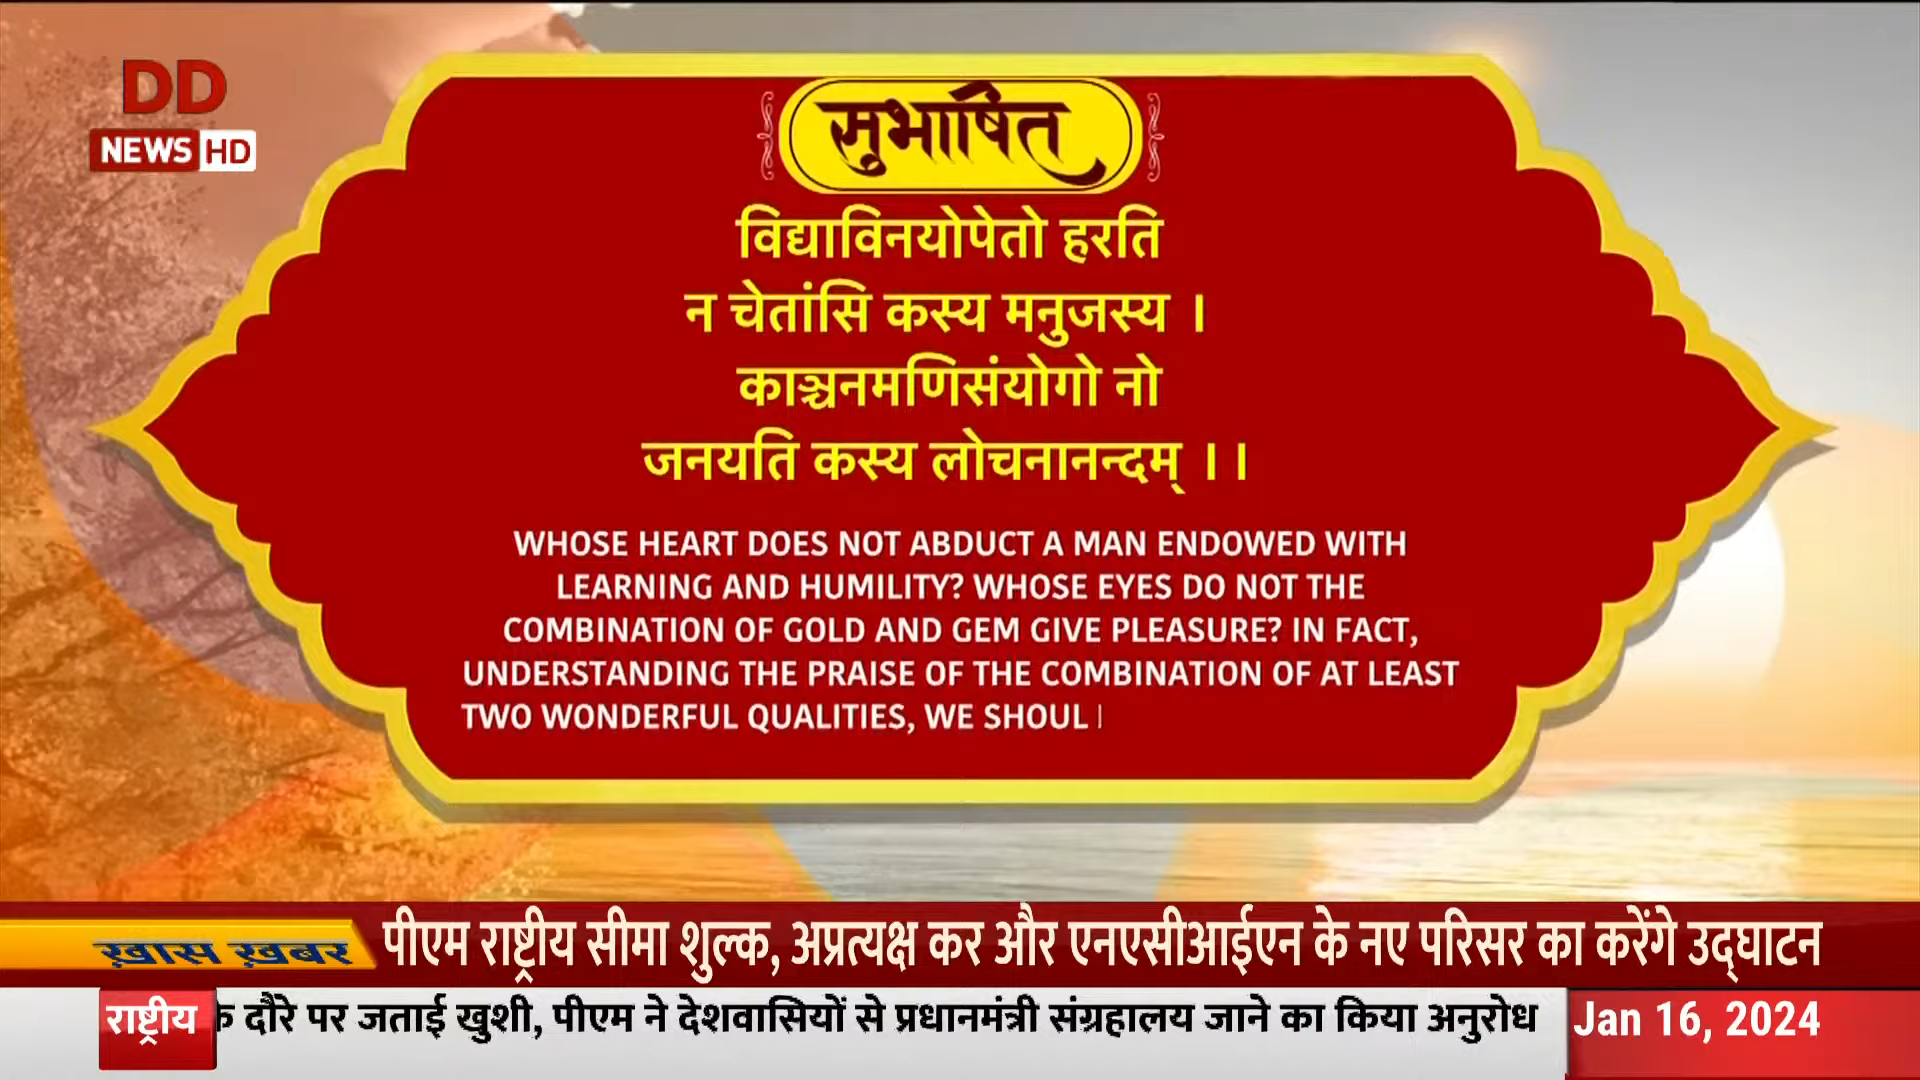 DD
NEWS HD
सुभाषित
विद्याविनयोपेतो हरति
न चेतांसि कस्य मनुजस्य ।
काञ्चनमणिसंयोगो नो
जनयति कस्य लोचनानन्दम् ।।
WHOSE HEART DOES NOT ABDUCT A MAN ENDOWED WITH
LEARNING AND HUMILITY? WHOSE EYES DO NOT THE
COMBINATION OF GOLD AND GEM GIVE PLEASURE? IN FACT,
UNDERSTANDING THE PRAISE OF THE COMBINATION OF AT LEAST
TWO WONDERFUL QUALITIES, WE SHOUL
ख़ास ख़बर
पीएम राष्ट्रीय सीमा शुल्क, अप्रत्यक्ष कर और एनएसीआईएन के नए परिसर का करेंगे उद्घाटन
राष्ट्रीय
दौरे पर जताई खुशी, पीएम ने देशवासियों से प्रधानमंत्री संग्रहालय जाने का किया अनुरोध
Jan 16, 2024